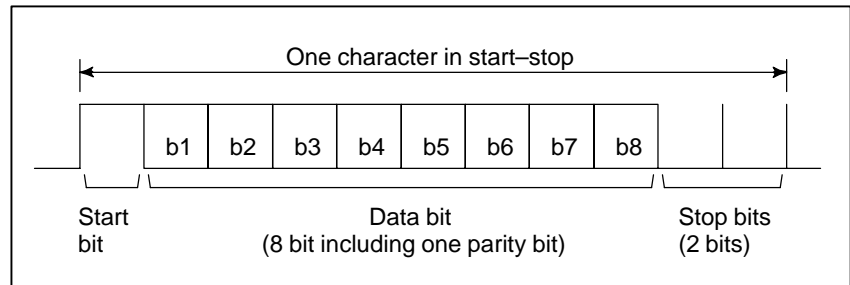 One character in start–stop
b1 b2 b3 b4 b5 b6 b7 b8
Start
bit
Data bit
(8 bit including one parity bit)
Stop bits
(2 bits)